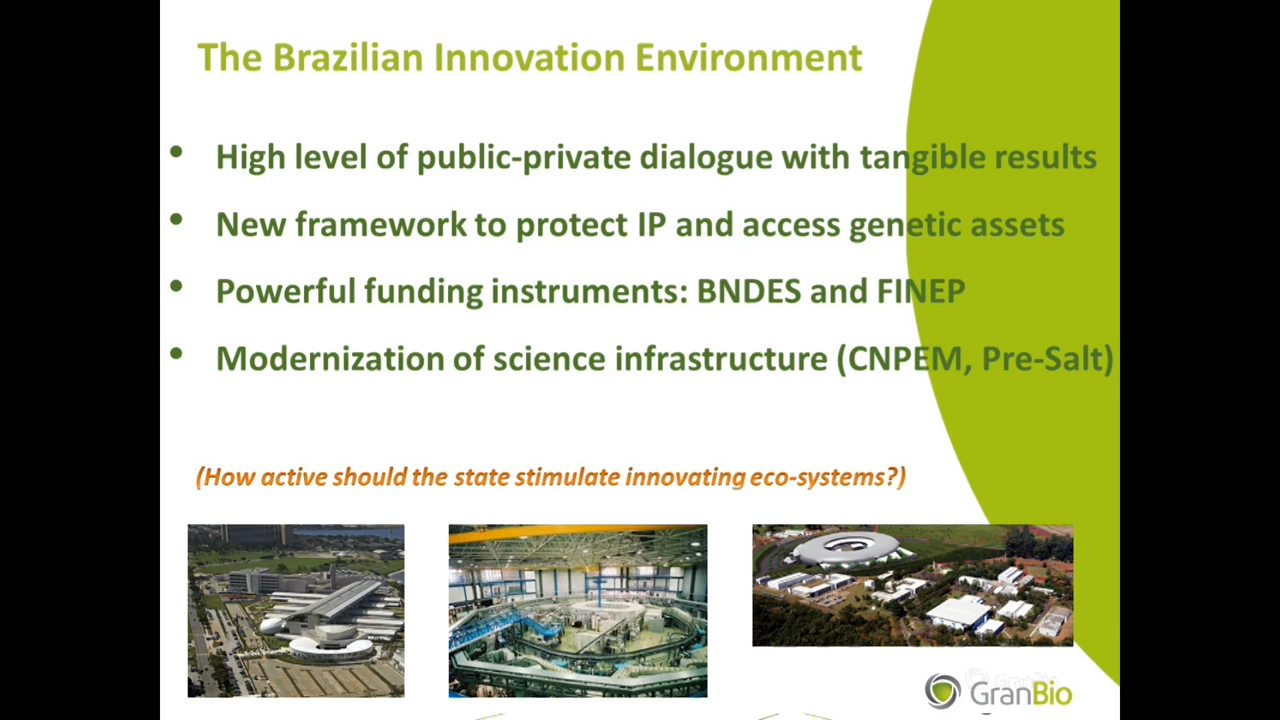 The Brazilian Innovation Environment
• High level of public-private dialogue with tangible results
• New framework to protect IP and access genetic assets
• Powerful funding instruments: BNDES and FINEP
• Modernization of science infrastructure (CNPEM, Pre-Salt)
(How active should the state stimulate innovating eco-systems?)
GranBio